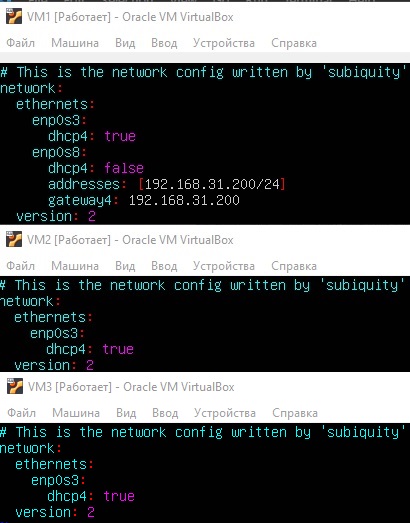 VM1 [Работает] - Oracle VM VirtualBox
Файл Машина Вид Ввод Устройства Справка
# This is the network config written by 'subiquity'
network:
  ethernets:
    enp0s3:
      dhcp4: true
    enp0s8:
      dhcp4: false
      addresses: [192.168.31.200/24]
      gateway4: 192.168.31.200
  version: 2
VM2 [Работает] - Oracle VM VirtualBox
Файл Машина Вид Ввод Устройства Справка
# This is the network config written by 'subiquity'
network:
  ethernets:
    enp0s3:
      dhcp4: true
  version: 2
VM3 [Работает] - Oracle VM VirtualBox
Файл Машина Вид Ввод Устройства Справка
# This is the network config written by 'subiquity'
network:
  ethernets:
    enp0s3:
      dhcp4: true
  version: 2